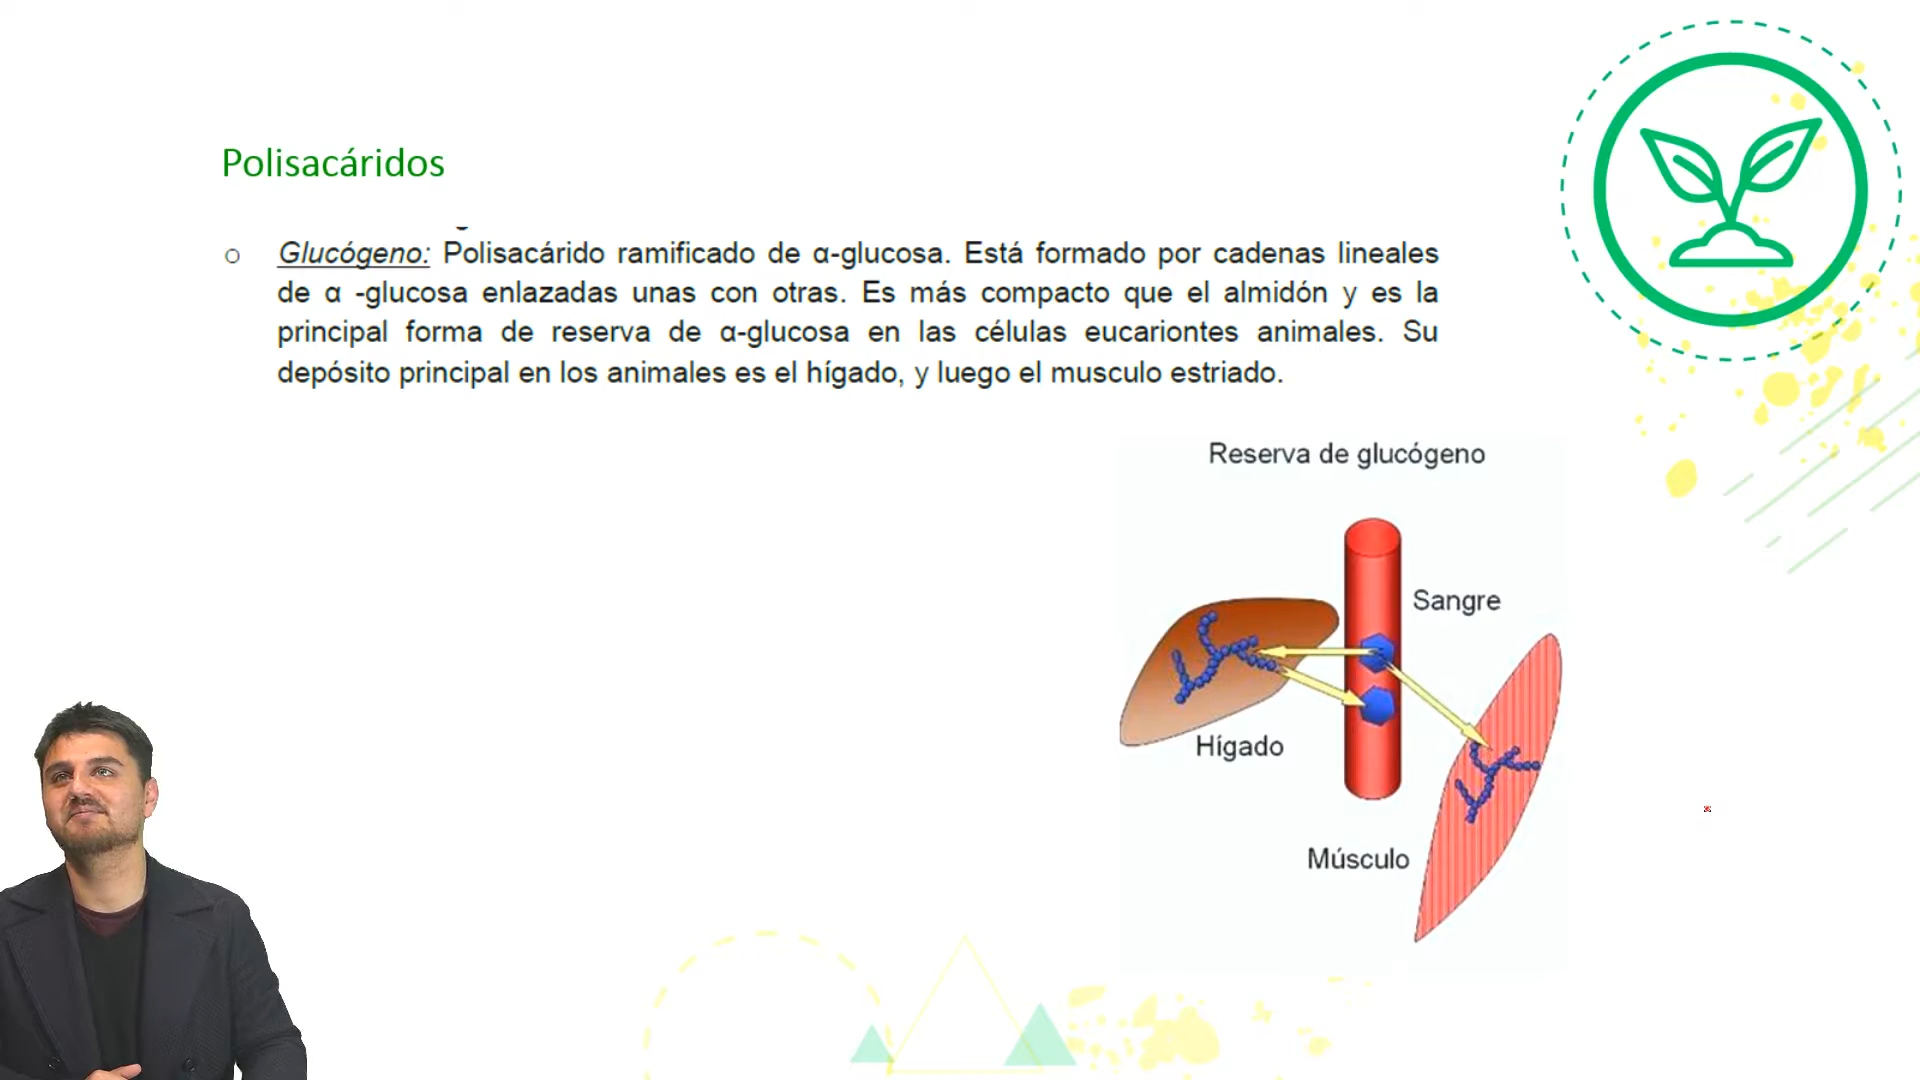 Polisacáridos
o Glucógeno: Polisacárido ramificado de α-glucosa. Está formado por cadenas lineales
de α -glucosa enlazadas unas con otras. Es más compacto que el almidón y es la
principal forma de reserva de α-glucosa en las células eucariontes animales. Su
depósito principal en los animales es el hígado, y luego el musculo estriado.
Reserva de glucógeno
Sangre
Hígado
Músculo